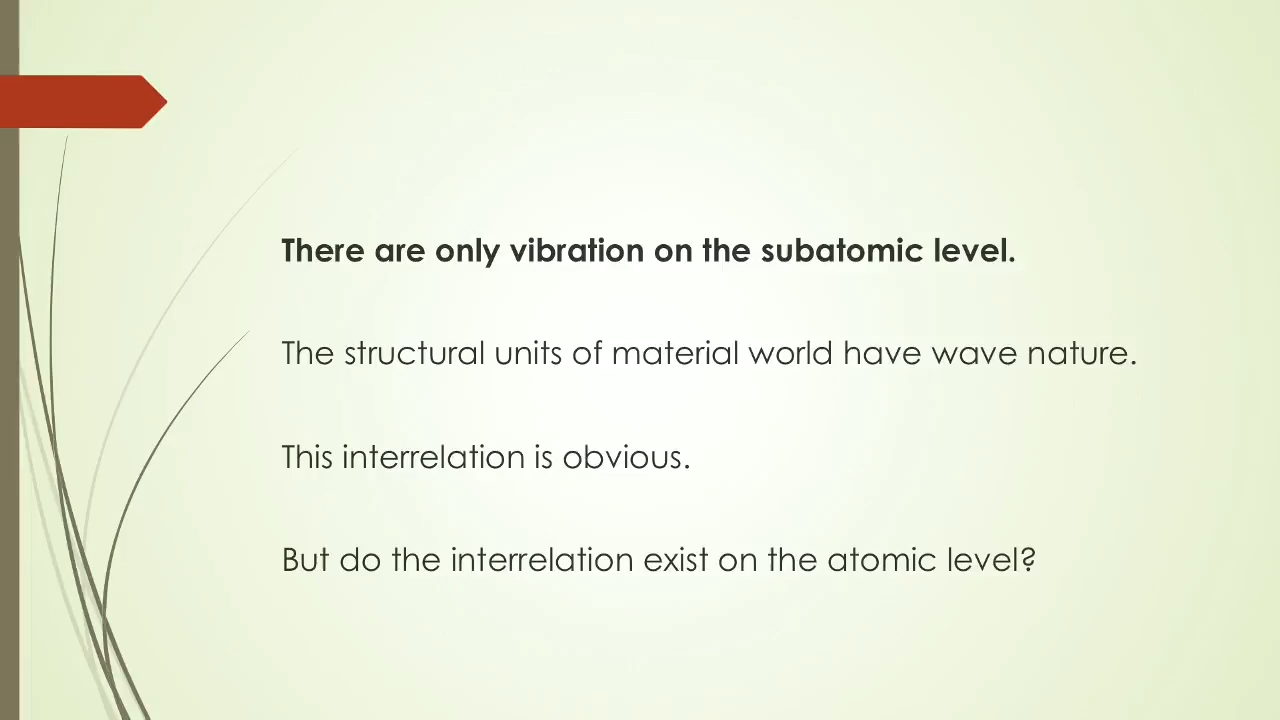 There are only vibration on the subatomic level.
The structural units of material world have wave nature.
This interrelation is obvious.
But do the interrelation exist on the atomic level?